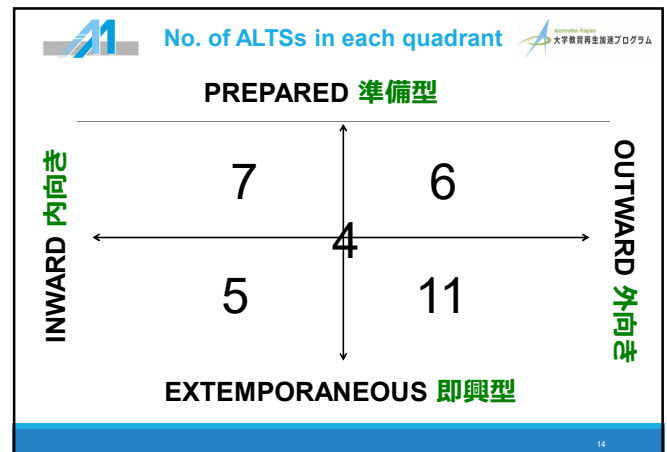 No. of ALTSs in each quadrant
Acceleration Program
大学教育再生加速プログラム
PREPARED 準備型
INWARD 内向き
7
6
OUTWARD 外向き
4
5
11
EXTEMPORANEOUS 即興型
14